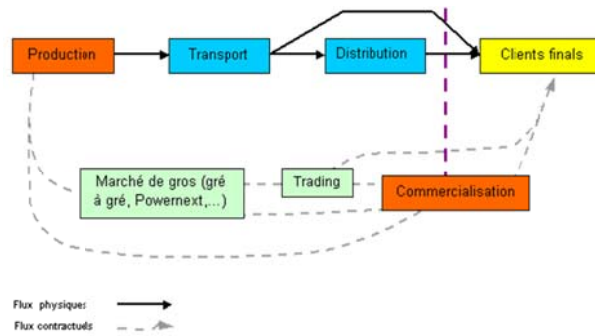 Production
Transport
Distribution
Clients finals
Marché de gros (gré
à gré, Powernext,...)
Trading
Commercialisation
Flux physiques
Flux contractuels